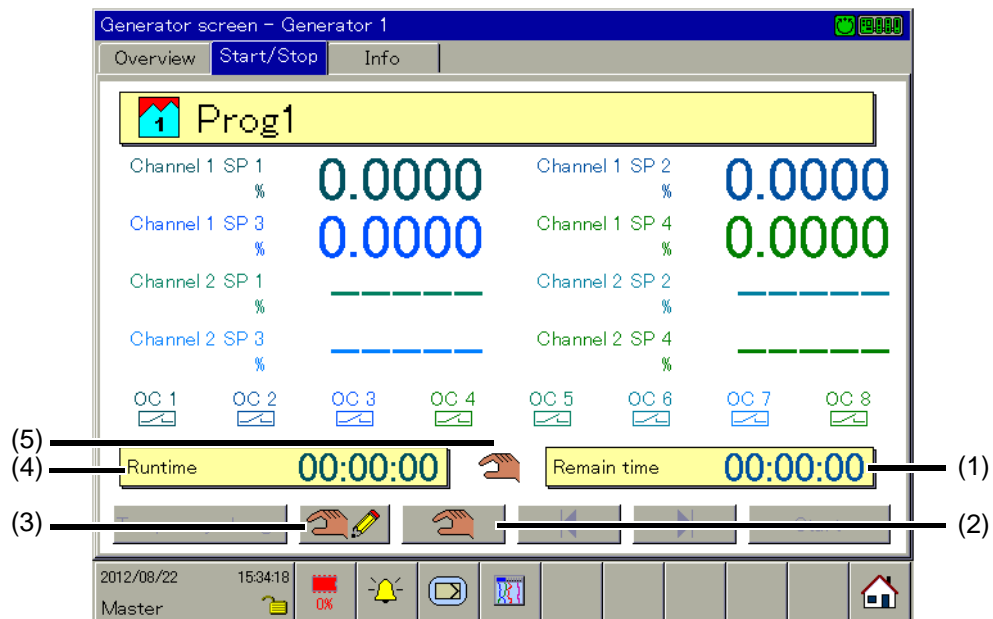 Generator screen – Generator 1
Overview Start/Stop Info
1 Prog1
Channel 1 SP 1 % 0.0000 Channel 1 SP 2 % 0.0000
Channel 1 SP 3 % 0.0000 Channel 1 SP 4 % 0.0000
Channel 2 SP 1 % ----- Channel 2 SP 2 % -----
Channel 2 SP 3 % ----- Channel 2 SP 4 % -----
OC 1 OC 2 OC 3 OC 4 OC 5 OC 6 OC 7 OC 8
(5)
(4) Runtime 00:00:00 Remain time 00:00:00 (1)
(3) (2)
2012/08/22 15:34:18
Master 0%